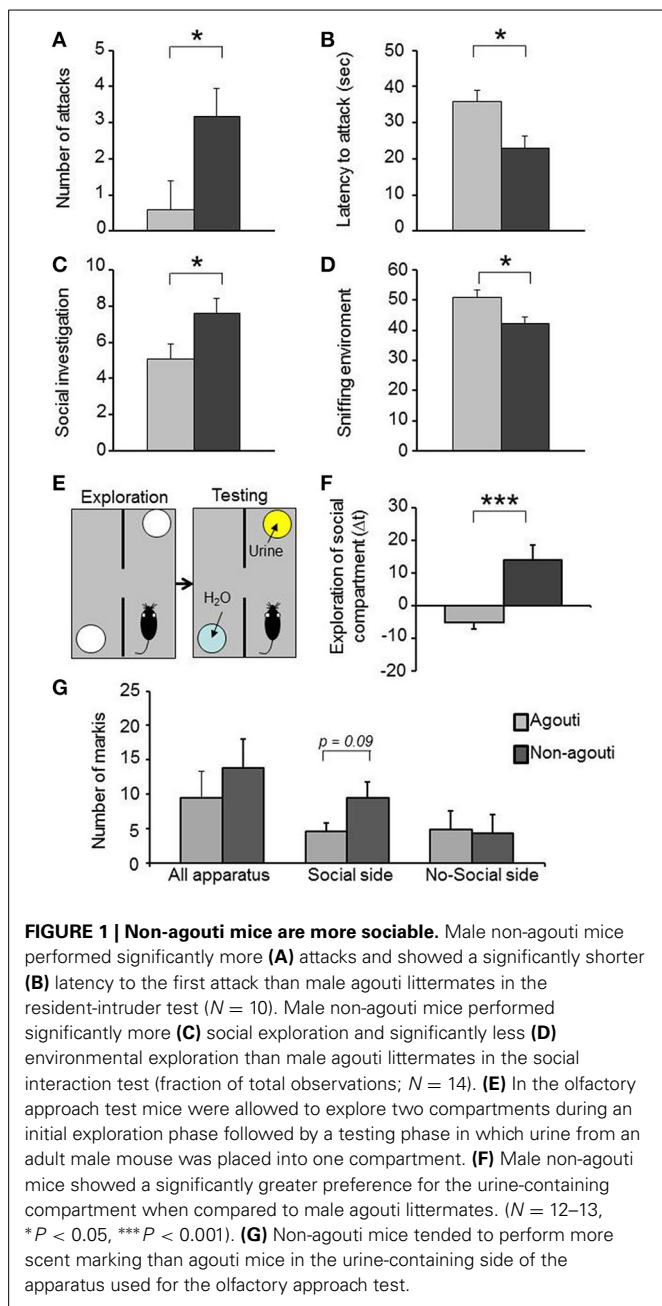 A
Number of attacks
5
4
3
2
1
0
*
B
Latency to attack (sec)
50
40
30
20
10
0
*
C
Social investigation
10
8
6
4
2
0
*
D
Sniffing enviroment
60
50
40
30
20
10
0
*
E
Exploration
Testing
Urine
H₂O
F
Exploration of social
compartment (Δt)
30
20
10
0
-10
-20
***
G
Number of markis
25
20
15
10
5
0
p = 0.09
Agouti
Non-agouti
All apparatus
Social side
No-Social side
FIGURE 1 | Non-agouti mice are more sociable. Male non-agouti mice
performed significantly more (A) attacks and showed a significantly shorter
(B) latency to the first attack than male agouti littermates in the
resident-intruder test (N = 10). Male non-agouti mice performed
significantly more (C) social exploration and significantly less (D)
environmental exploration than male agouti littermates in the social
interaction test (fraction of total observations; N = 14). (E) In the olfactory
approach test mice were allowed to explore two compartments during an
initial exploration phase followed by a testing phase in which urine from an
adult male mouse was placed into one compartment. (F) Male non-agouti
mice showed a significantly greater preference for the urine-containing
compartment when compared to male agouti littermates. (N = 12–13,
*P < 0.05, ***P < 0.001). (G) Non-agouti mice tended to perform more
scent marking than agouti mice in the urine-containing side of the
apparatus used for the olfactory approach test.